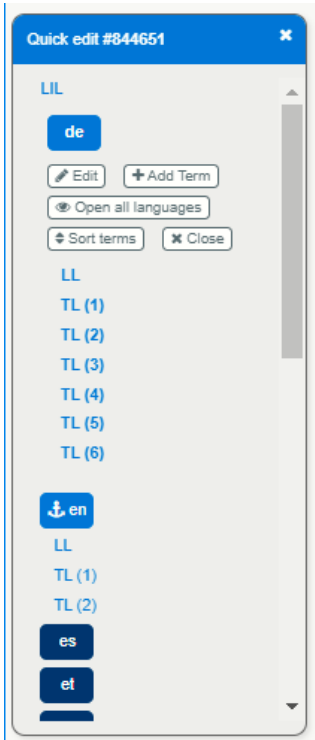 Quick edit #844651
LIL
de
Edit Add Term
Open all languages
Sort terms Close
LL
TL (1)
TL (2)
TL (3)
TL (4)
TL (5)
TL (6)
en
LL
TL (1)
TL (2)
es
et